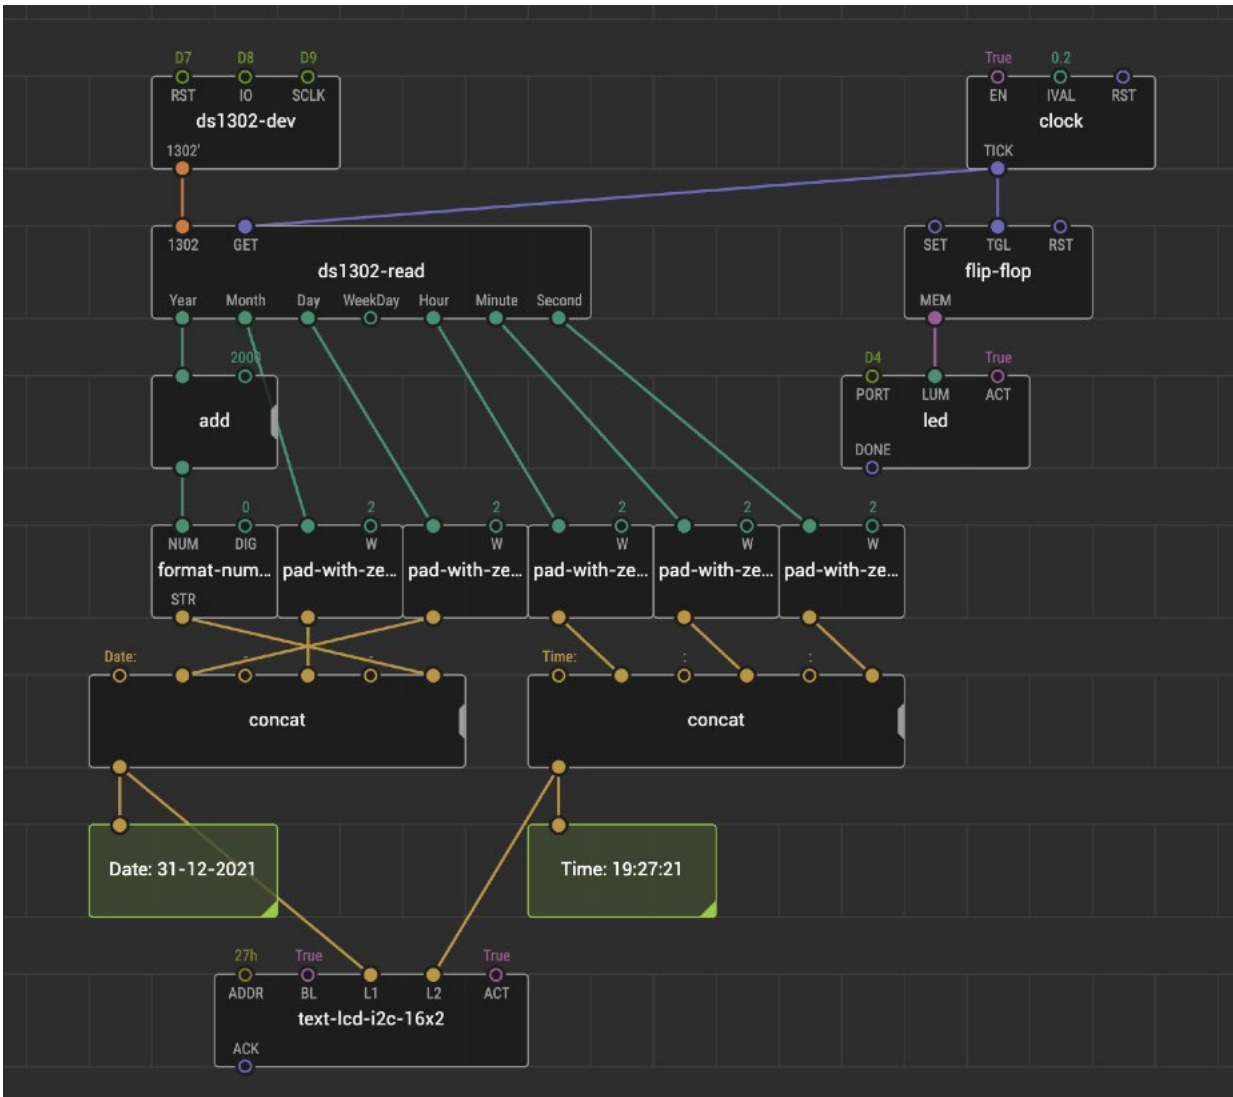 D7 D8 D9 True 0.2
RST IO SCLK EN IVAL RST
ds1302-dev clock
1302' TICK
1302 GET SET TGL RST
ds1302-read flip-flop
Year Month Day WeekDay Hour Minute Second MEM
2000 D4 True
PORT LUM ACT
add led
DONE
0 2 2 2 2 2
NUM DIG W W W W W
format-num... pad-with-ze... pad-with-ze... pad-with-ze... pad-with-ze... pad-with-ze...
STR
Date: - - Time: : :
concat concat
Date: 31-12-2021 Time: 19:27:21
27h True True
ADDR BL L1 L2 ACT
text-lcd-i2c-16x2
ACK